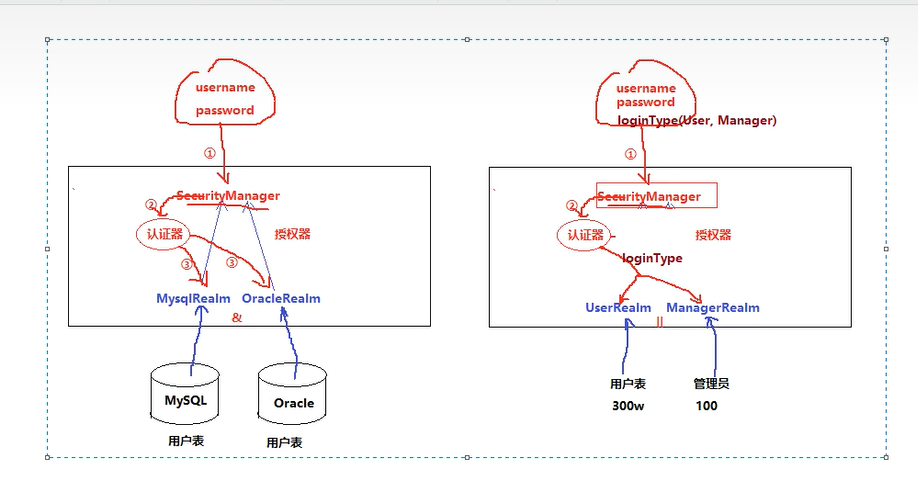 username
password
①
SecurityManager
②
认证器
授权器
③
③
MysqlRealm OracleRealm
&
MySQL
Oracle
用户表
用户表
username
password
loginType(User, Manager)
①
SecurityManager
②
认证器
授权器
loginType
UserRealm ManagerRealm
||
用户表
管理员
300w
100